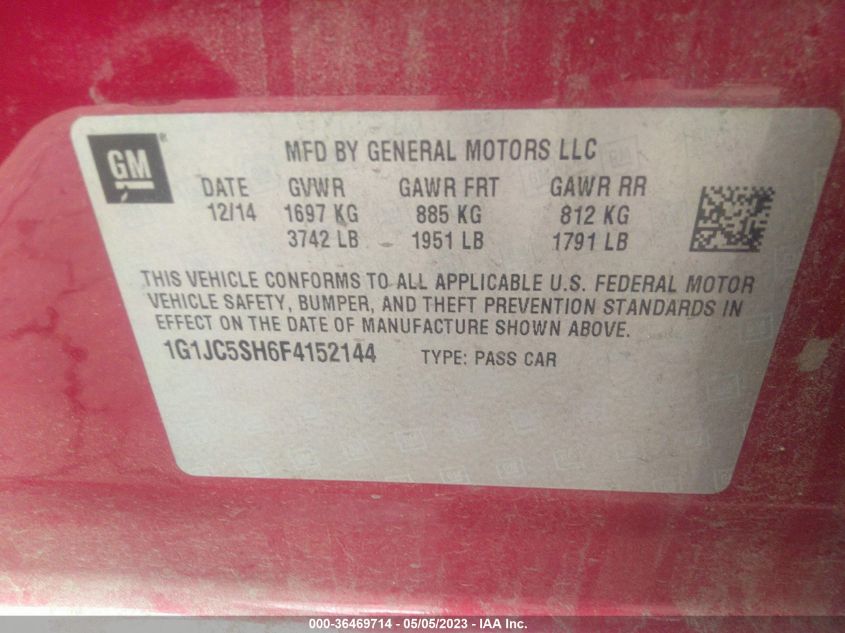 GM®
MFD BY GENERAL MOTORS LLC
DATE GVWR GAWR FRT GAWR RR
12/14 1697 KG 885 KG 812 KG
3742 LB 1951 LB 1791 LB
THIS VEHICLE CONFORMS TO ALL APPLICABLE U.S. FEDERAL MOTOR
VEHICLE SAFETY, BUMPER, AND THEFT PREVENTION STANDARDS IN
EFFECT ON THE DATE OF MANUFACTURE SHOWN ABOVE.
1G1JC5SH6F4152144 TYPE: PASS CAR
000-36469714 - 05/05/2023 - IAA Inc.